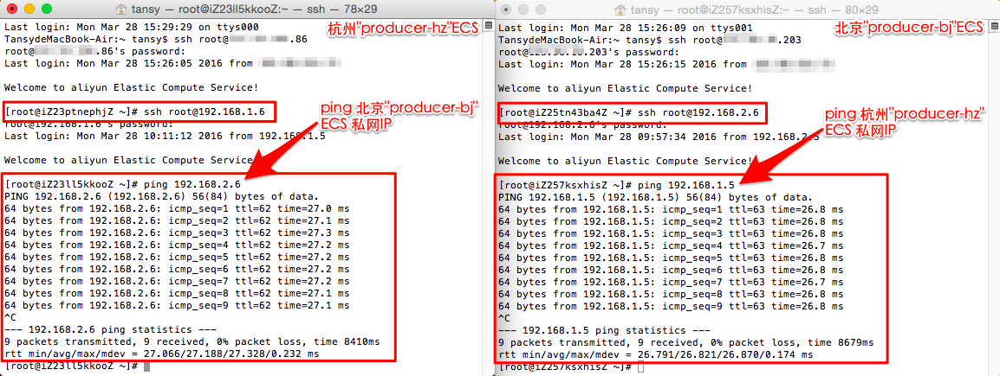 tansy — root@iZ23ll5kkooZ:~ — ssh — 78×29
Last login: Mon Mar 28 15:29:29 on ttys000
杭州"producer-hz"ECS
TansydeMacBook-Air:~ tansy$ ssh root@ .86
root@ .86's password:
Last login: Mon Mar 28 15:26:05 2016 from
Welcome to aliyun Elastic Compute Service!
[root@iZ23ptnephjZ ~]# ssh root@192.168.1.6
root@192.168.1.6's password:
Last login: Mon Mar 28 10:11:12 2016 from 192.168.1.5
ping 北京"producer-bj"
ECS 私网IP
Welcome to aliyun Elastic Compute Service!
[root@iZ23ll5kkooZ ~]# ping 192.168.2.6
PING 192.168.2.6 (192.168.2.6) 56(84) bytes of data.
64 bytes from 192.168.2.6: icmp_seq=1 ttl=62 time=27.0 ms
64 bytes from 192.168.2.6: icmp_seq=2 ttl=62 time=27.1 ms
64 bytes from 192.168.2.6: icmp_seq=3 ttl=62 time=27.3 ms
64 bytes from 192.168.2.6: icmp_seq=4 ttl=62 time=27.2 ms
64 bytes from 192.168.2.6: icmp_seq=5 ttl=62 time=27.2 ms
64 bytes from 192.168.2.6: icmp_seq=6 ttl=62 time=27.2 ms
64 bytes from 192.168.2.6: icmp_seq=7 ttl=62 time=27.2 ms
64 bytes from 192.168.2.6: icmp_seq=8 ttl=62 time=27.1 ms
64 bytes from 192.168.2.6: icmp_seq=9 ttl=62 time=27.1 ms
^C
--- 192.168.2.6 ping statistics ---
9 packets transmitted, 9 received, 0% packet loss, time 8410ms
rtt min/avg/max/mdev = 27.066/27.188/27.328/0.232 ms
[root@iZ23ll5kkooZ ~]#
tansy — root@iZ257ksxhisZ:~ — ssh — 80×29
Last login: Mon Mar 28 15:26:09 on ttys001
北京"producer-bj"ECS
TansydeMacBook-Air:~ tansy$ ssh root@ .203
root@ .203's password:
Last login: Mon Mar 28 15:26:15 2016 from
Welcome to aliyun Elastic Compute Service!
[root@iZ25tn43ba4Z ~]# ssh root@192.168.2.6
root@192.168.2.6's password:
Last login: Mon Mar 28 09:57:34 2016 from 192.168.2.5
ping 杭州"producer-hz"
ECS 私网IP
Welcome to aliyun Elastic Compute Service!
[root@iZ257ksxhisZ ~]# ping 192.168.1.5
PING 192.168.1.5 (192.168.1.5) 56(84) bytes of data.
64 bytes from 192.168.1.5: icmp_seq=1 ttl=63 time=26.8 ms
64 bytes from 192.168.1.5: icmp_seq=2 ttl=63 time=26.8 ms
64 bytes from 192.168.1.5: icmp_seq=3 ttl=63 time=26.8 ms
64 bytes from 192.168.1.5: icmp_seq=4 ttl=63 time=26.7 ms
64 bytes from 192.168.1.5: icmp_seq=5 ttl=63 time=26.8 ms
64 bytes from 192.168.1.5: icmp_seq=6 ttl=63 time=26.8 ms
64 bytes from 192.168.1.5: icmp_seq=7 ttl=63 time=26.7 ms
64 bytes from 192.168.1.5: icmp_seq=8 ttl=63 time=26.8 ms
64 bytes from 192.168.1.5: icmp_seq=9 ttl=63 time=26.8 ms
^C
--- 192.168.1.5 ping statistics ---
9 packets transmitted, 9 received, 0% packet loss, time 8679ms
rtt min/avg/max/mdev = 26.791/26.821/26.870/0.174 ms
[root@iZ257ksxhisZ ~]#